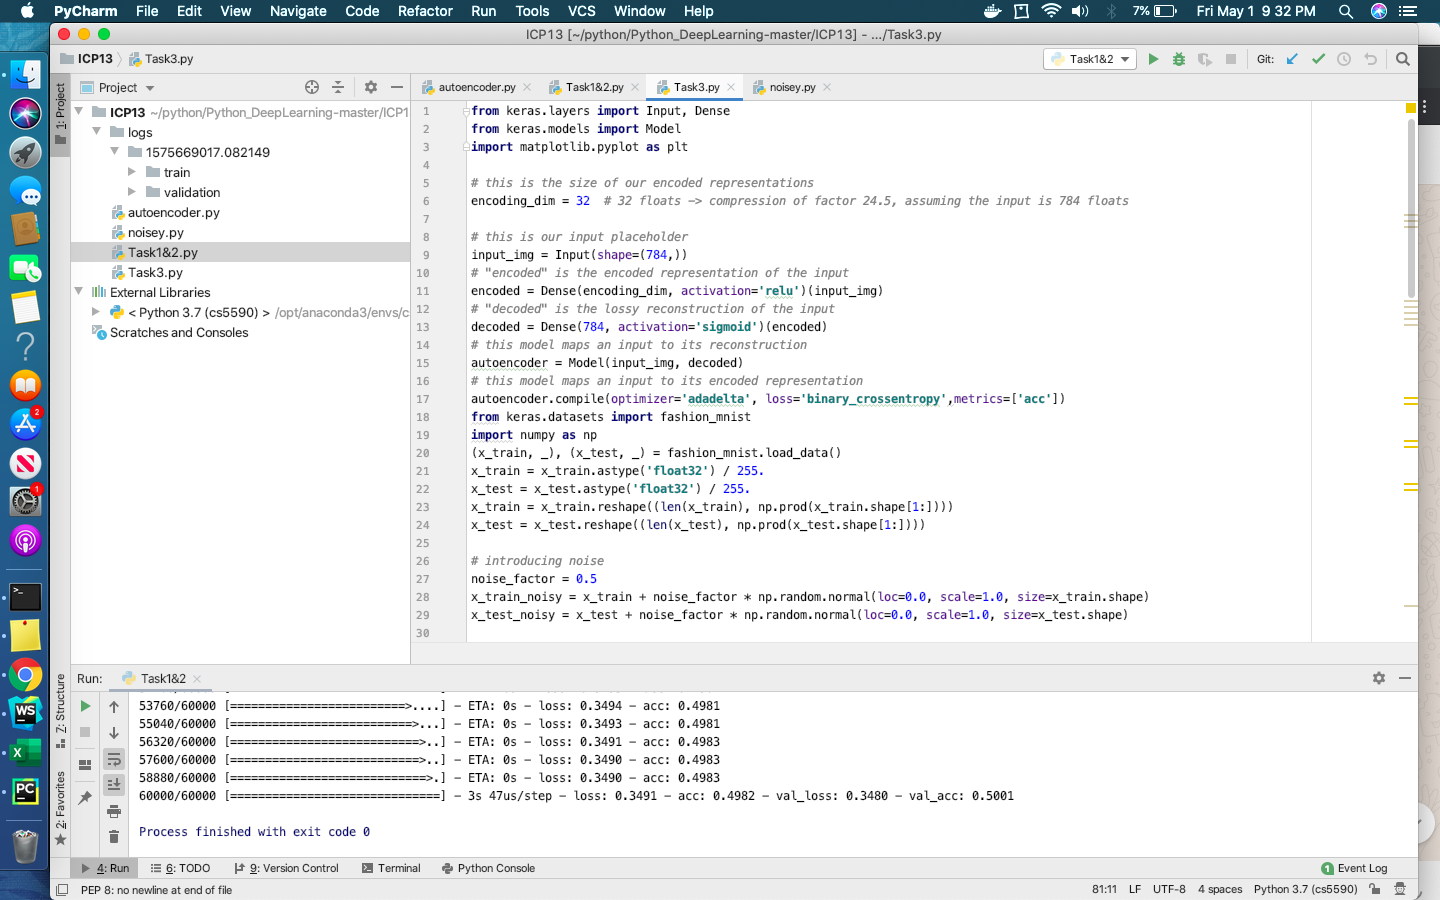 PyCharm File Edit View Navigate Code Refactor Run Tools VCS Window Help 7% Fri May 1 9 32 PM
ICP13 [~/python/Python_DeepLearning-master/ICP13] - .../Task3.py
ICP13 Task3.py Task1&2 Git:
Project autoencoder.py Task1&2.py Task3.py noisey.py
1: Project
Z: Structure
2: Favorites
ICP13 ~/python/Python_DeepLearning-master/ICP1
logs
1575669017.082149
train
validation
autoencoder.py
noisey.py
Task1&2.py
Task3.py
External Libraries
< Python 3.7 (cs5590) > /opt/anaconda3/envs/c
Scratches and Consoles
1 from keras.layers import Input, Dense
2 from keras.models import Model
3 import matplotlib.pyplot as plt
4
5 # this is the size of our encoded representations
6 encoding_dim = 32  # 32 floats -> compression of factor 24.5, assuming the input is 784 floats
7
8 # this is our input placeholder
9 input_img = Input(shape=(784,))
10 # "encoded" is the encoded representation of the input
11 encoded = Dense(encoding_dim, activation='relu')(input_img)
12 # "decoded" is the lossy reconstruction of the input
13 decoded = Dense(784, activation='sigmoid')(encoded)
14 # this model maps an input to its reconstruction
15 autoencoder = Model(input_img, decoded)
16 # this model maps an input to its encoded representation
17 autoencoder.compile(optimizer='adadelta', loss='binary_crossentropy',metrics=['acc'])
18 from keras.datasets import fashion_mnist
19 import numpy as np
20 (x_train, _), (x_test, _) = fashion_mnist.load_data()
21 x_train = x_train.astype('float32') / 255.
22 x_test = x_test.astype('float32') / 255.
23 x_train = x_train.reshape((len(x_train), np.prod(x_train.shape[1:])))
24 x_test = x_test.reshape((len(x_test), np.prod(x_test.shape[1:])))
25
26 # introducing noise
27 noise_factor = 0.5
28 x_train_noisy = x_train + noise_factor * np.random.normal(loc=0.0, scale=1.0, size=x_train.shape)
29 x_test_noisy = x_test + noise_factor * np.random.normal(loc=0.0, scale=1.0, size=x_test.shape)
30
Run: Task1&2
53760/60000 [=========================>....] - ETA: 0s - loss: 0.3494 - acc: 0.4981
55040/60000 [==========================>...] - ETA: 0s - loss: 0.3493 - acc: 0.4981
56320/60000 [===========================>..] - ETA: 0s - loss: 0.3491 - acc: 0.4983
57600/60000 [===========================>..] - ETA: 0s - loss: 0.3490 - acc: 0.4983
58880/60000 [============================>.] - ETA: 0s - loss: 0.3490 - acc: 0.4983
60000/60000 [==============================] - 3s 47us/step - loss: 0.3491 - acc: 0.4982 - val_loss: 0.3480 - val_acc: 0.5001
Process finished with exit code 0
4: Run 6: TODO 9: Version Control Terminal Python Console 1 Event Log
PEP 8: no newline at end of file 81:11 LF UTF-8 4 spaces Python 3.7 (cs5590)
2
1
WS
X
PC